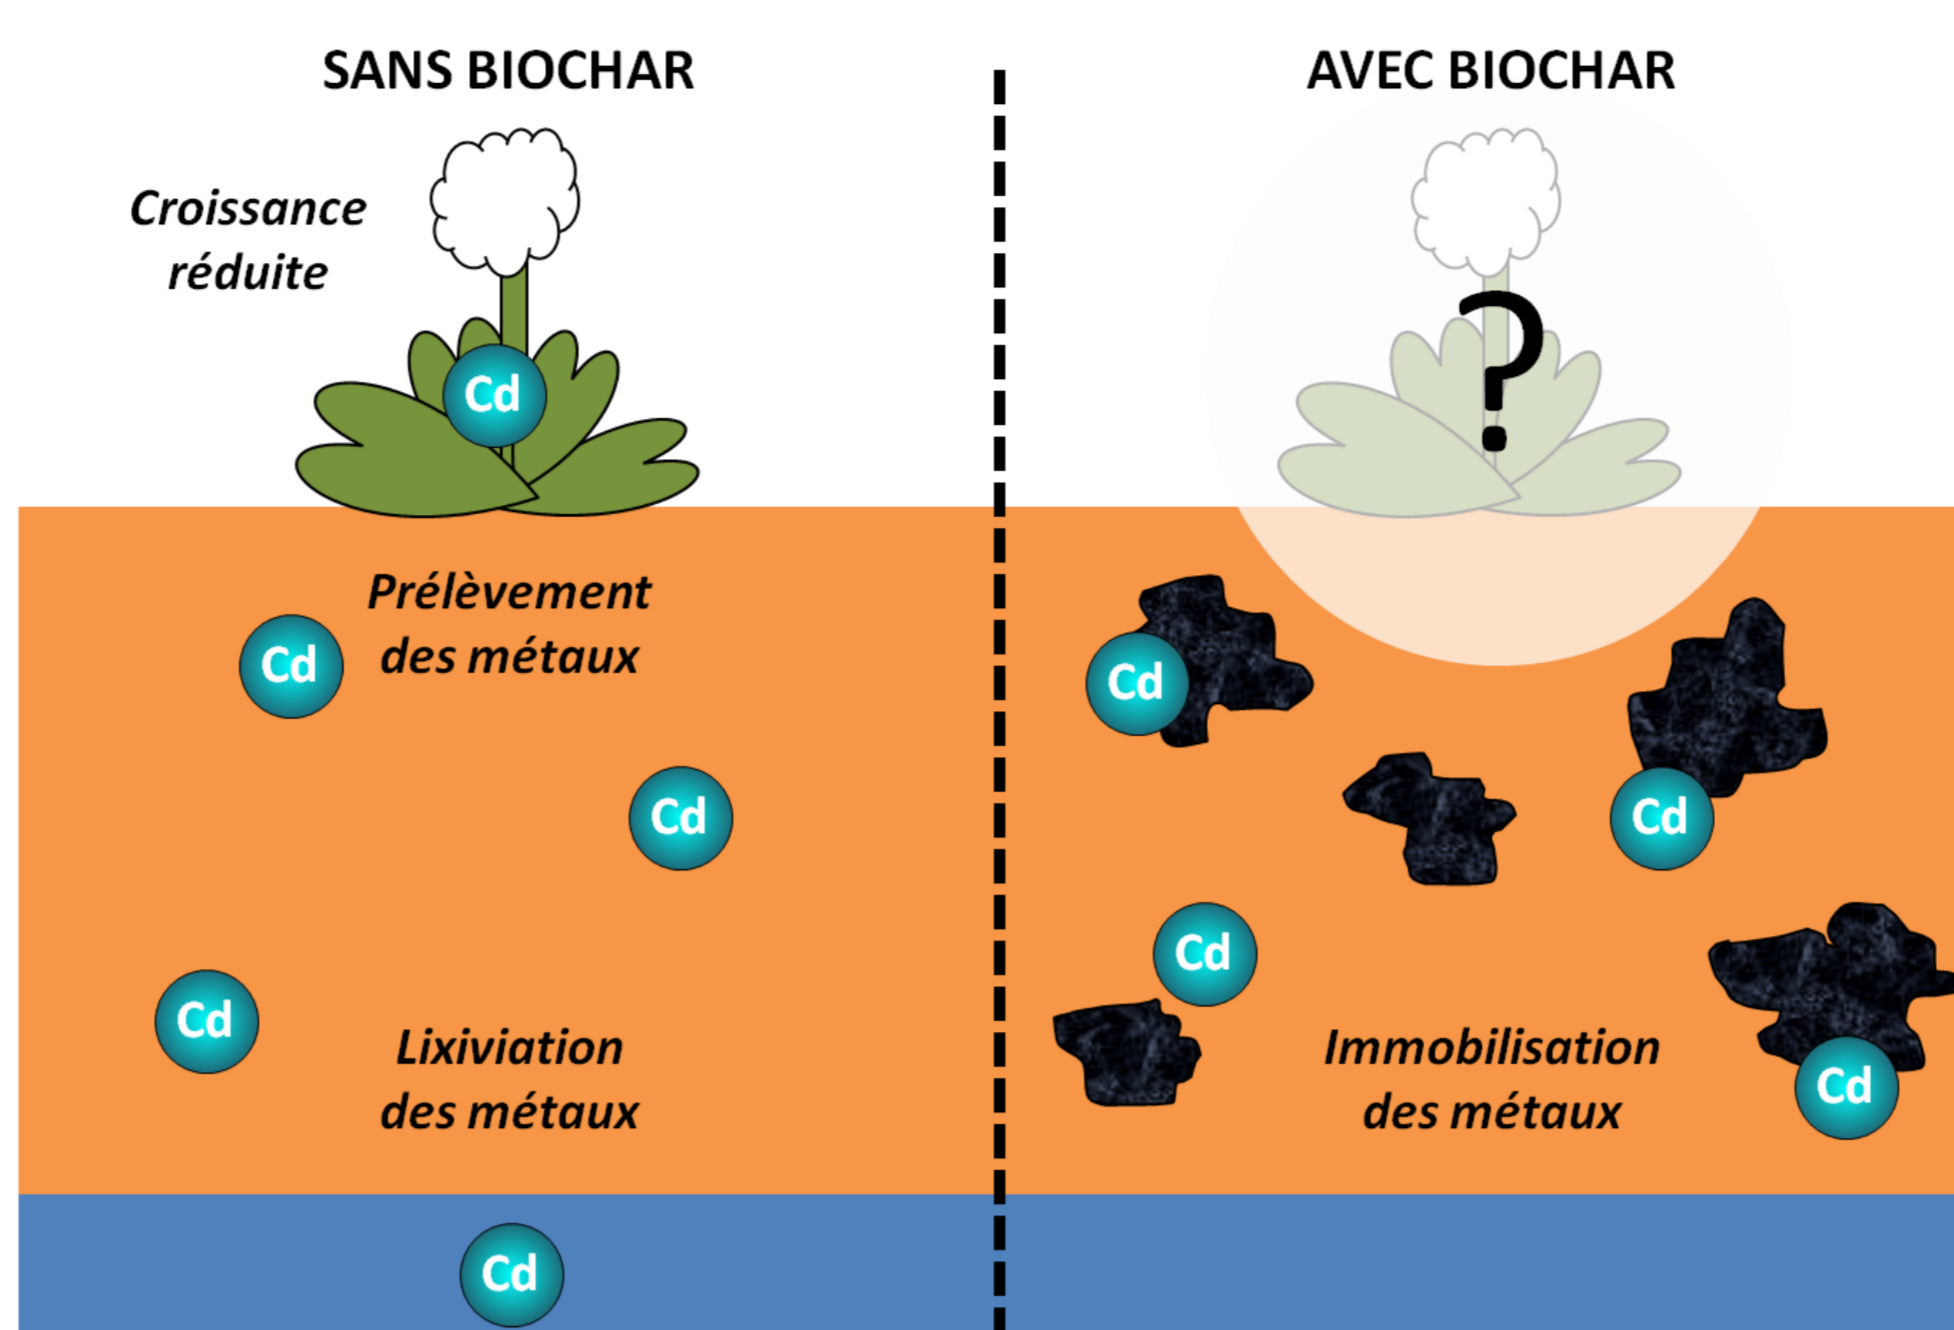 SANS BIOCHAR
Croissance
réduite
Cd
Prélèvement
des métaux
Cd
Cd
Cd
Lixiviation
des métaux
Cd
AVEC BIOCHAR
?
Cd
Cd
Cd
Immobilisation
des métaux
Cd